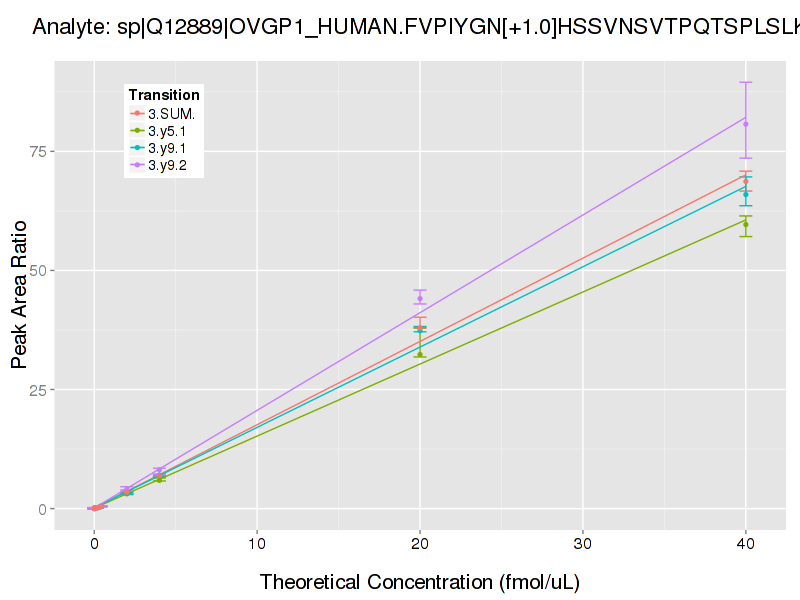 Analyte: sp|Q12889|OVGP1_HUMAN.FVPIYGN[+1.0]HSSVNSVTPQTSPLSLK
Transition
3.SUM.
3.y5.1
3.y9.1
3.y9.2
Peak Area Ratio
75
50
25
0
0 10 20 30 40
Theoretical Concentration (fmol/uL)